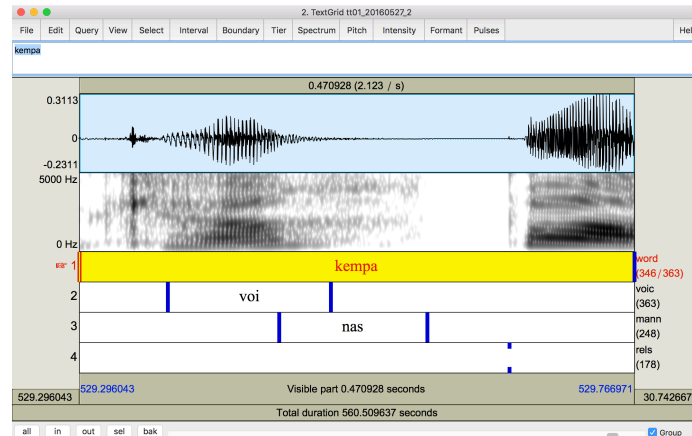 2. TextGrid tt01_20160527_2
File Edit Query View Select Interval Boundary Tier Spectrum Pitch Intensity Formant Pulses Hel
kempa
0.470928 (2.123 / s)
0.3113
0
-0.2311
5000 Hz
0 Hz
☞ 1 kempa word (346/363)
2 voi voic (363)
3 nas mann (248)
4 rels (178)
529.296043 Visible part 0.470928 seconds 529.766971
529.296043 30.742667
Total duration 560.509637 seconds
all in out sel bak Group